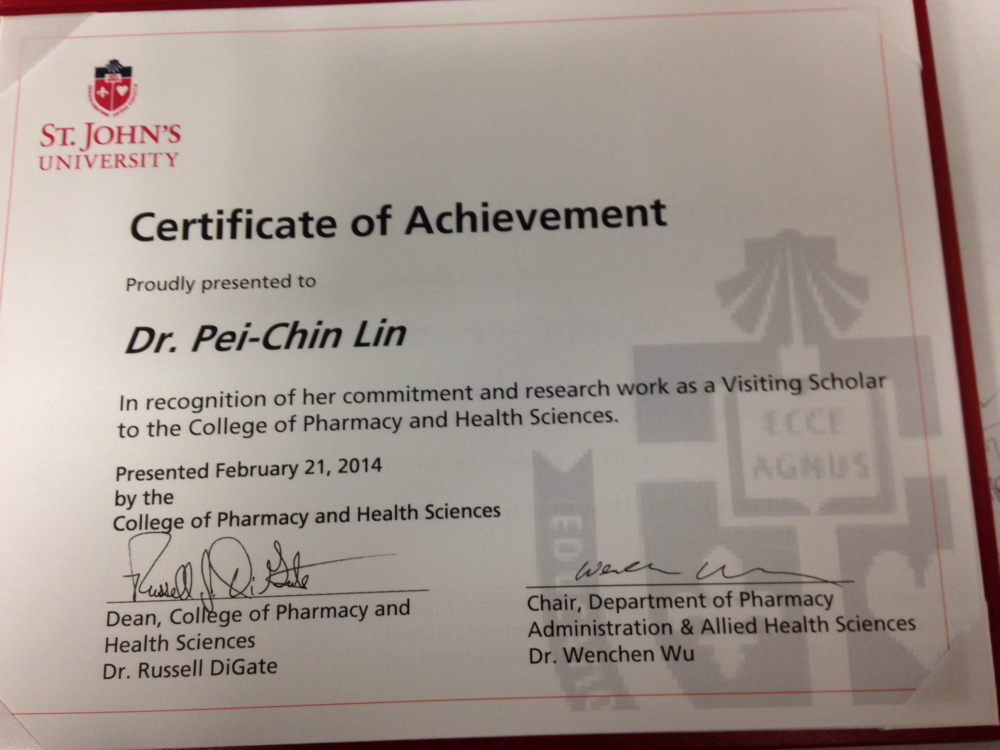 ST. JOHN'S
UNIVERSITY
Certificate of Achievement
Proudly presented to
Dr. Pei-Chin Lin
In recognition of her commitment and research work as a Visiting Scholar
to the College of Pharmacy and Health Sciences.
ECCE
AGNUS
Presented February 21, 2014
by the
College of Pharmacy and Health Sciences
Russell J. DiGate
Wenchen Wu
Dean, College of Pharmacy and
Health Sciences
Dr. Russell DiGate
Chair, Department of Pharmacy
Administration & Allied Health Sciences
Dr. Wenchen Wu